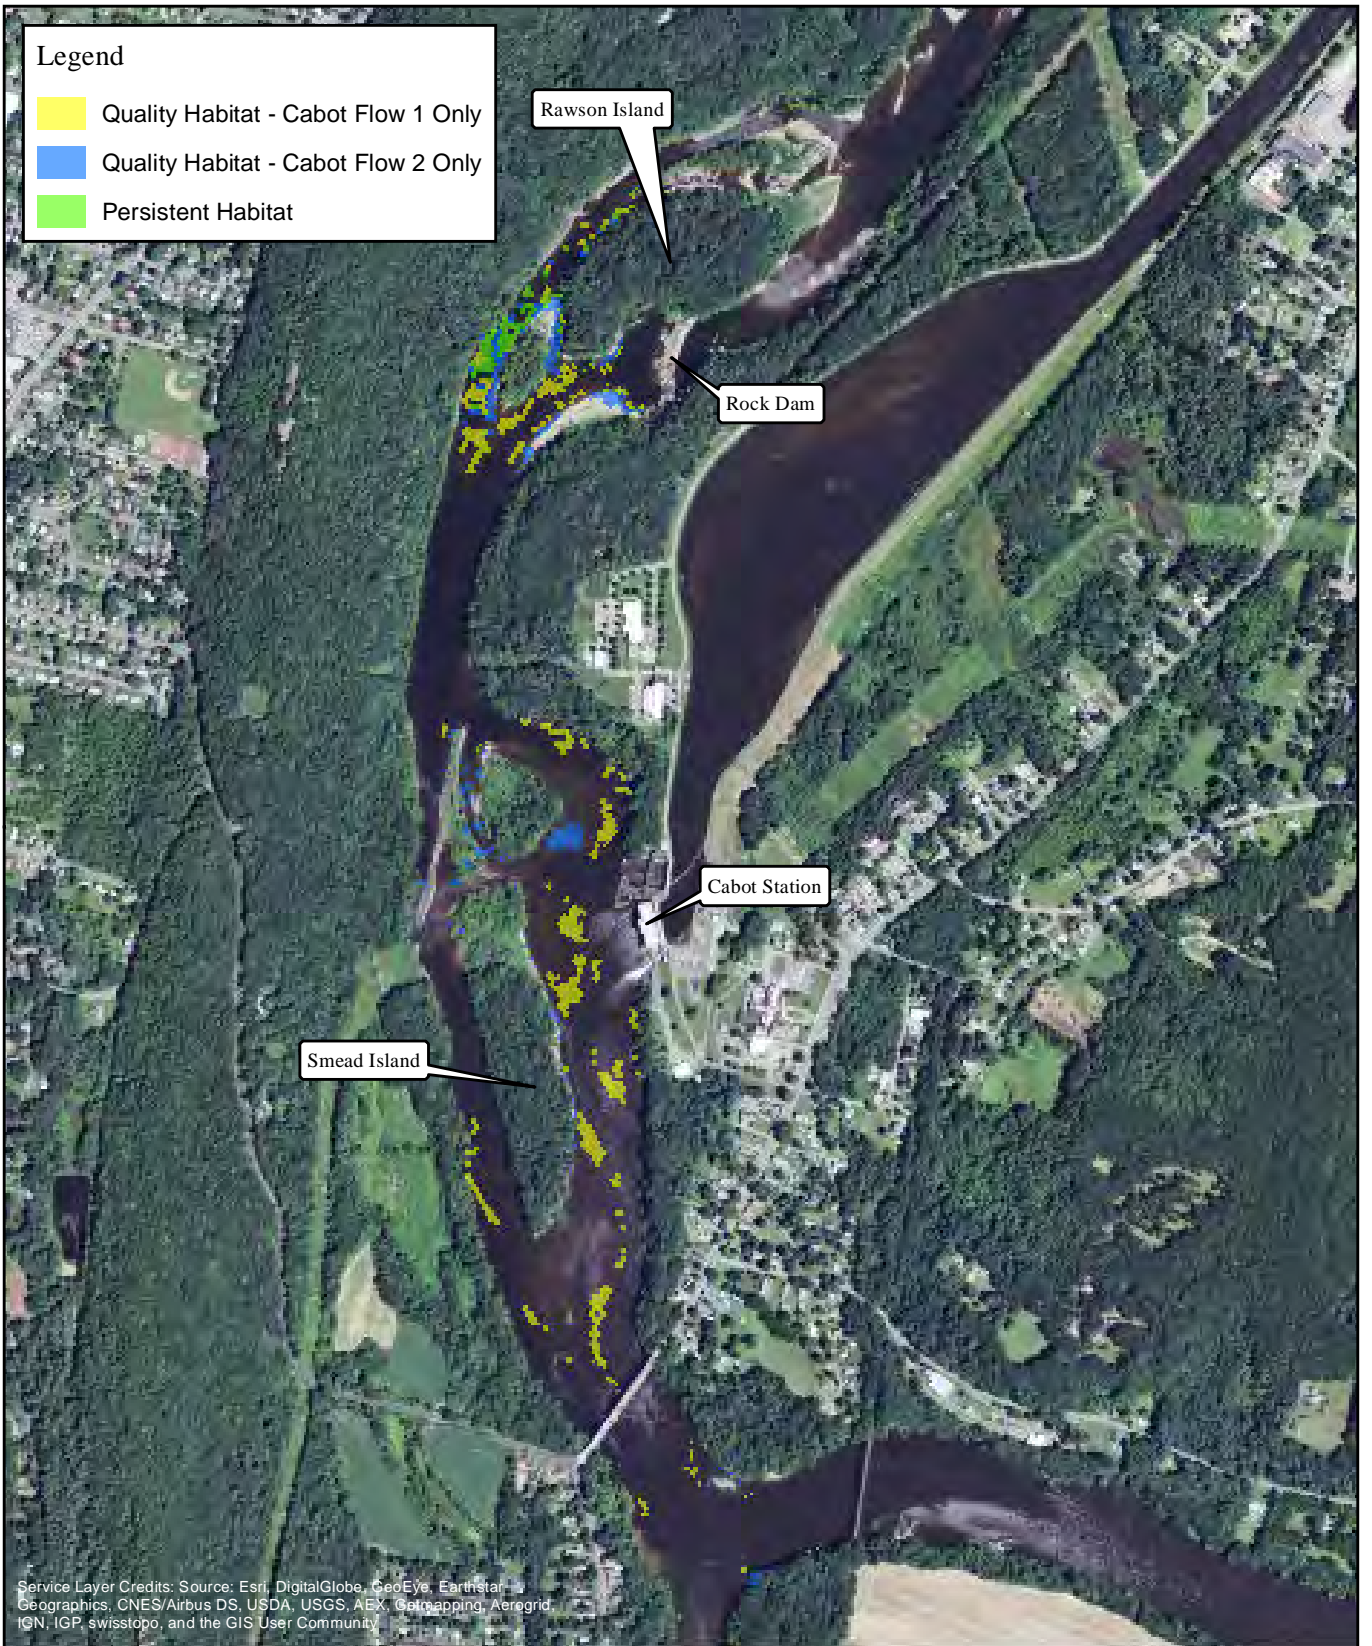 Legend
Quality Habitat - Cabot Flow 1 Only
Quality Habitat - Cabot Flow 2 Only
Persistent Habitat
Rawson Island
Rock Dam
Cabot Station
Smead Island
Service Layer Credits: Source: Esri, DigitalGlobe, GeoEye, Earthstar
Geographics, CNES/Airbus DS, USDA, USGS, AEX, Getmapping, Aerogrid,
IGN, IGP, swisstopo, and the GIS User Community